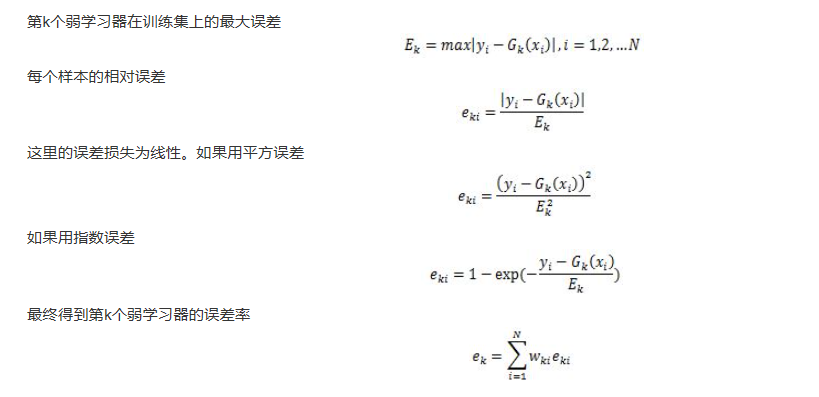 第k个弱学习器在训练集上的最大误差
E_k = max|y_i − G_k(x_i)|, i = 1,2, …N
每个样本的相对误差
e_{ki} = \frac{|y_i − G_k(x_i)|}{E_k}
这里的误差损失为线性。如果用平方误差
e_{ki} = \frac{(y_i − G_k(x_i))^2}{E_k^2}
如果用指数误差
e_{ki} = 1 − exp(−\frac{y_i − G_k(x_i)}{E_k})
最终得到第k个弱学习器的误差率
e_k = \sum_{i=1}^{N} w_{ki} e_{ki}